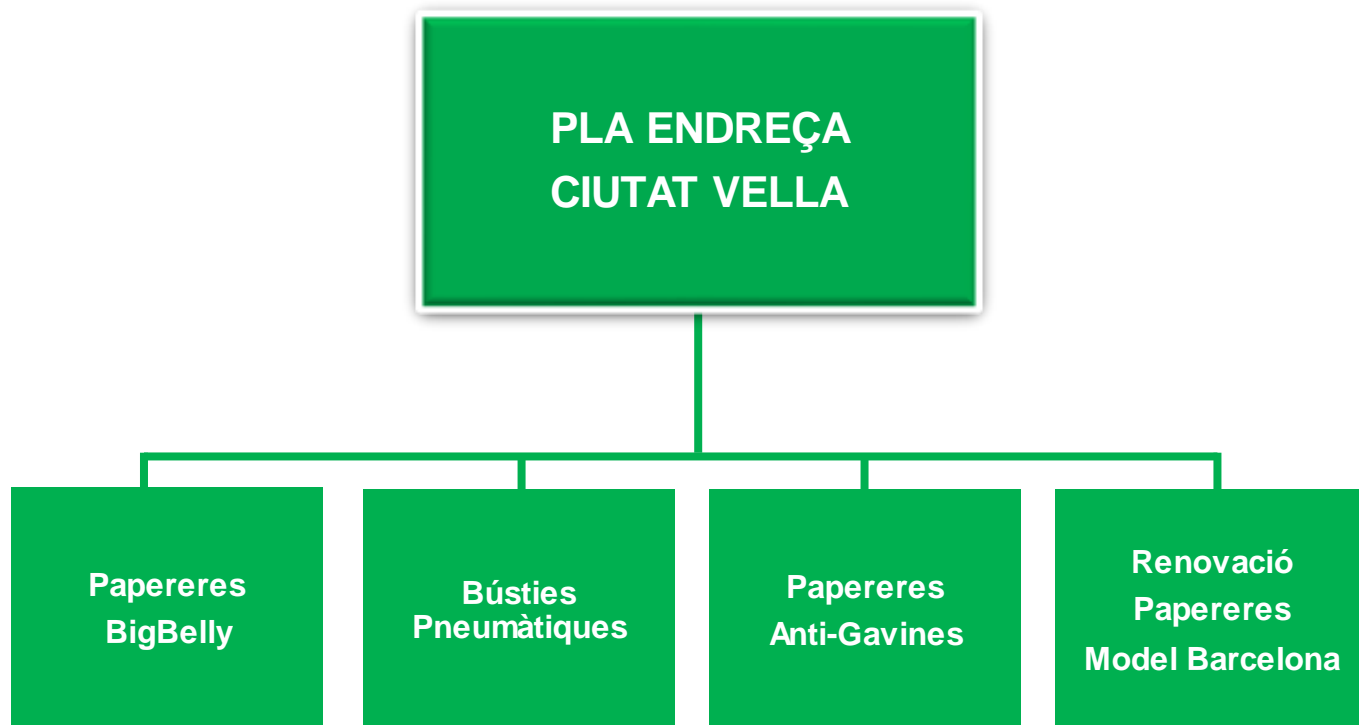 PLA ENDREÇA
CIUTAT VELLA
Papereres
BigBelly
Bústies
Pneumàtiques
Papereres
Anti-Gavines
Renovació
Papereres
Model Barcelona